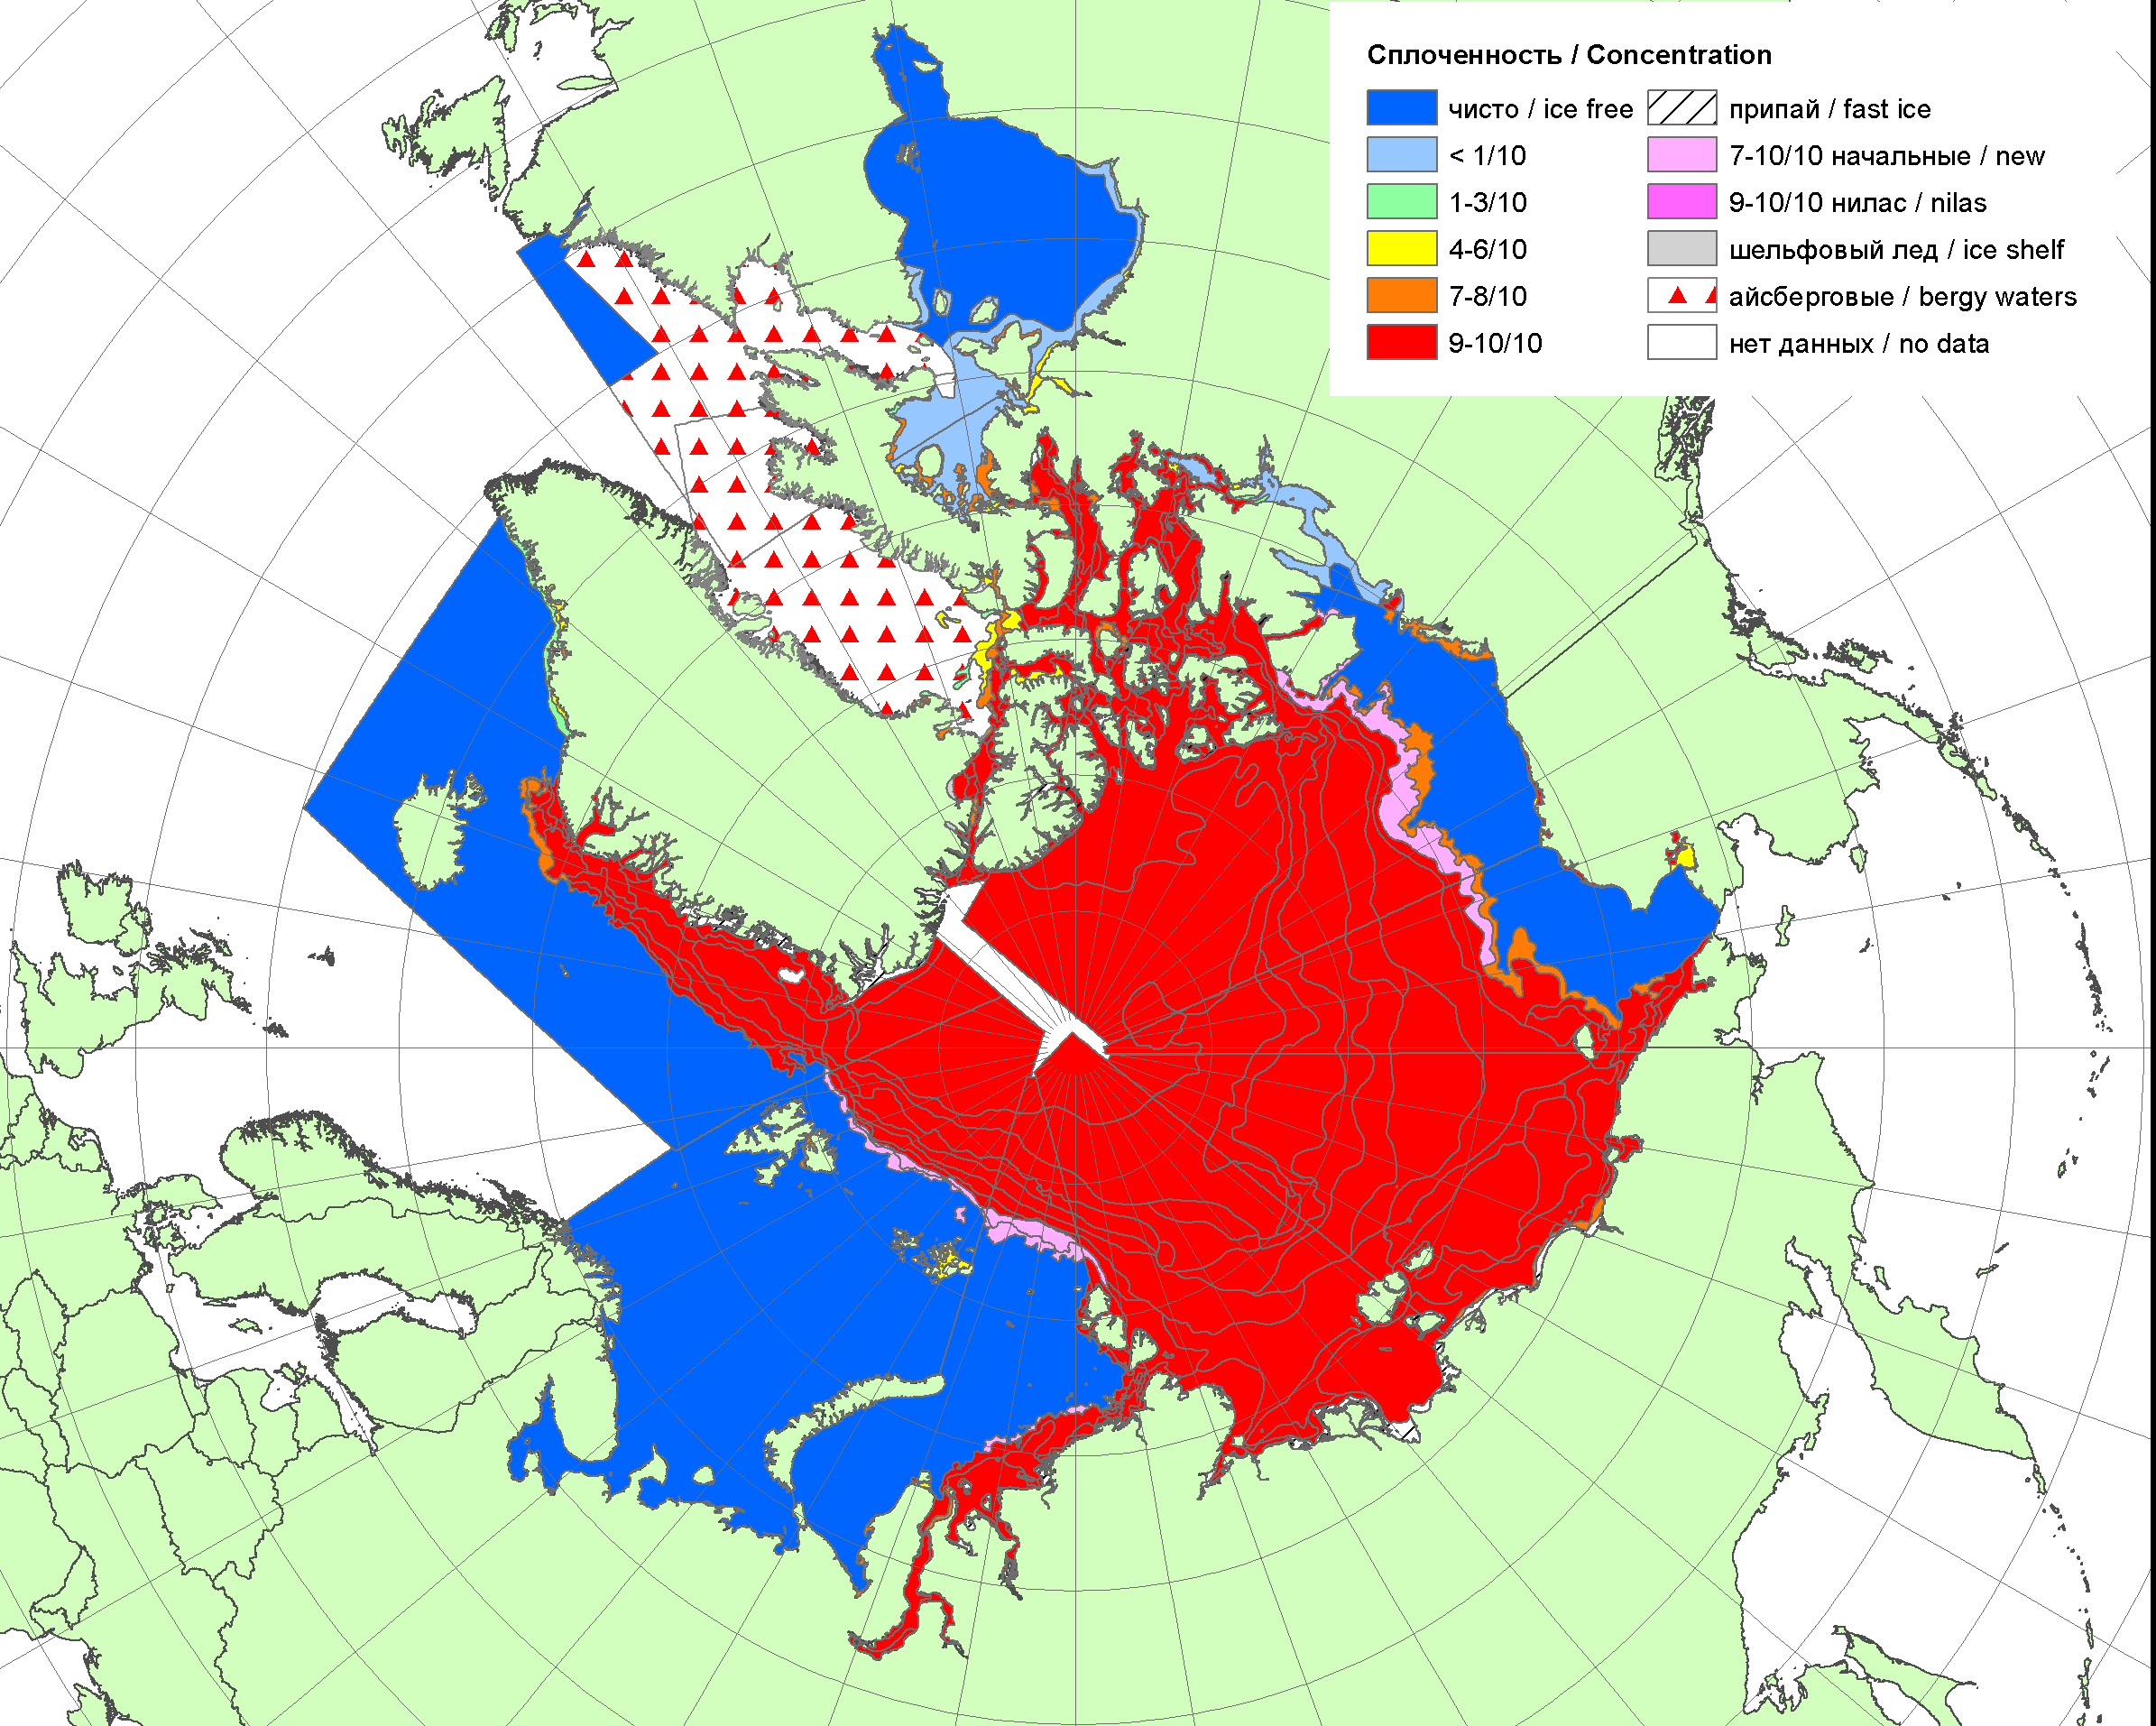 Сплоченность / Concentration
чисто / ice free
< 1/10
1-3/10
4-6/10
7-8/10
9-10/10
припай / fast ice
7-10/10 начальные / new
9-10/10 нилас / nilas
шельфовый лед / ice shelf
айсберговые / bergy waters
нет данных / no data